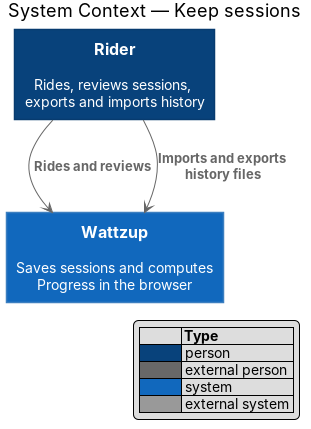 System Context — Keep sessions
Rider
Rides, reviews sessions,
exports and imports history
Rides and reviews
Imports and exports
history files
Wattzup
Saves sessions and computes
Progress in the browser
Type
person
external person
system
external system